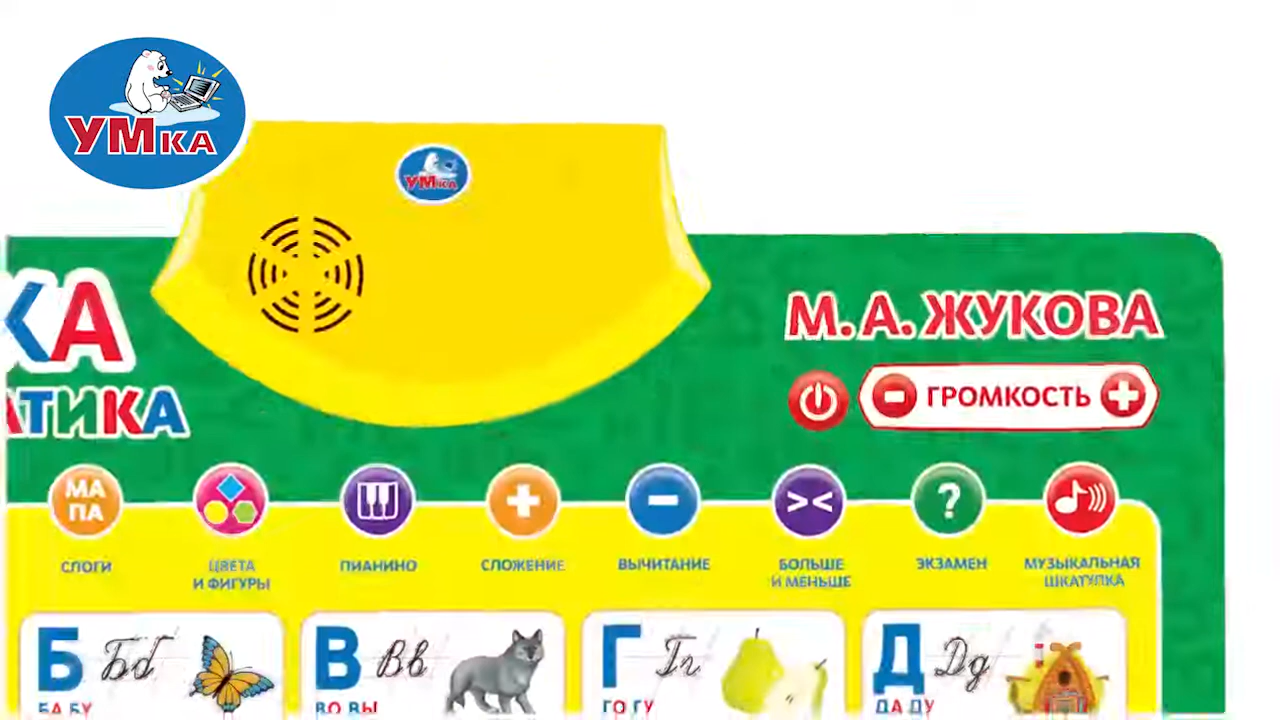 УМКА
УМКА
КА
М.А. ЖУКОВА
АТИКА
ГРОМКОСТЬ
МА
ПА
СЛОГИ
ЦВЕТА
И ФИГУРЫ
ПИАНИНО
СЛОЖЕНИЕ
ВЫЧИТАНИЕ
> <
БОЛЬШЕ
И МЕНЬШЕ
?
ЭКЗАМЕН
МУЗЫКАЛЬНАЯ
ШКАТУЛКА
Б Бб
БА БУ
В Вв
ВО ВЫ
Г Гг
ГО ГУ
Д Дд
ДА ДУ